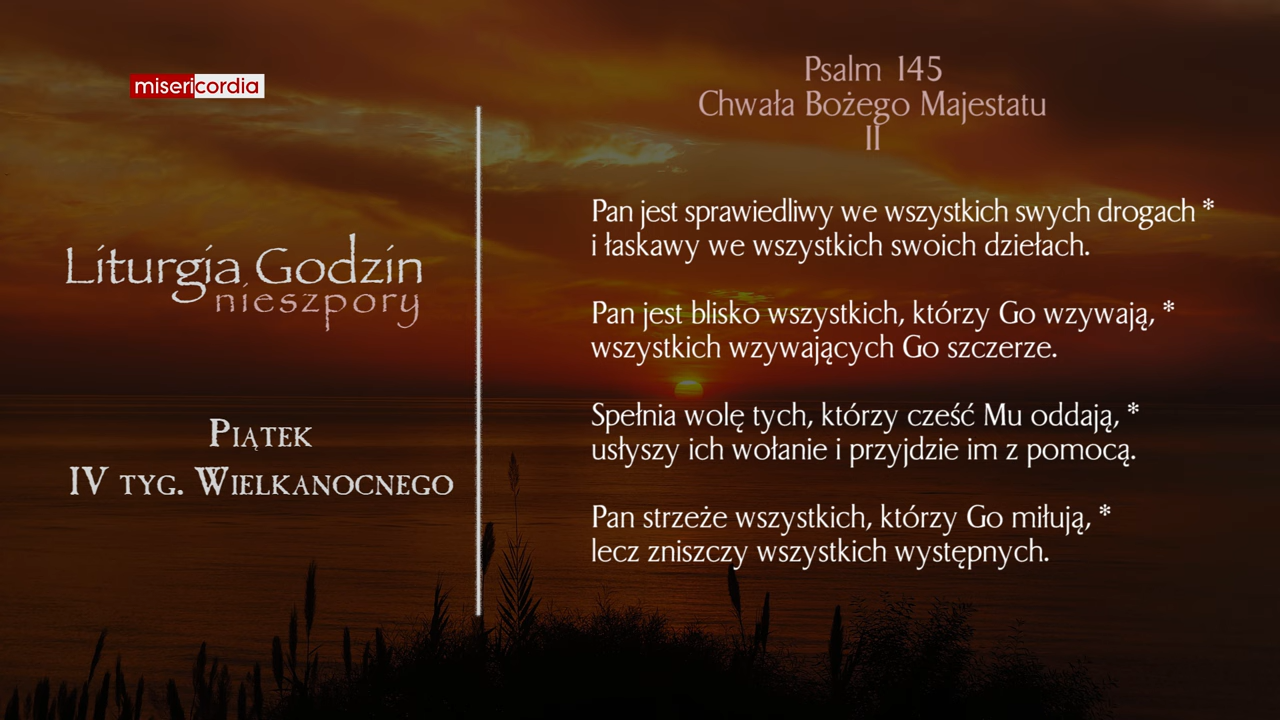 misericordia
Liturgia Godzin
nieszpory
Piątek
IV tyg. Wielkanocnego
Psalm 145
Chwała Bożego Majestatu
II
Pan jest sprawiedliwy we wszystkich swych drogach *
i łaskawy we wszystkich swoich dziełach.
Pan jest blisko wszystkich, którzy Go wzywają, *
wszystkich wzywających Go szczerze.
Spełnia wolę tych, którzy cześć Mu oddają, *
usłyszy ich wołanie i przyjdzie im z pomocą.
Pan strzeże wszystkich, którzy Go miłują, *
lecz zniszczy wszystkich występnych.